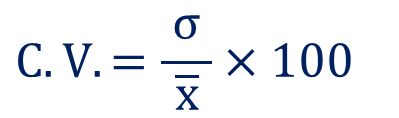 C. V. = σ / x̄ × 100